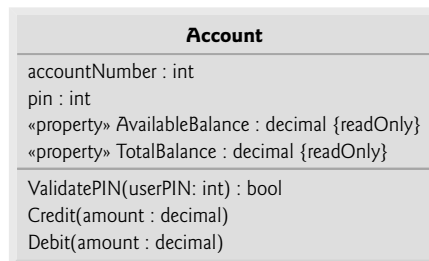 Account
accountNumber : int
pin : int
«property» AvailableBalance : decimal {readOnly}
«property» TotalBalance : decimal {readOnly}
ValidatePIN(userPIN: int) : bool
Credit(amount : decimal)
Debit(amount : decimal)